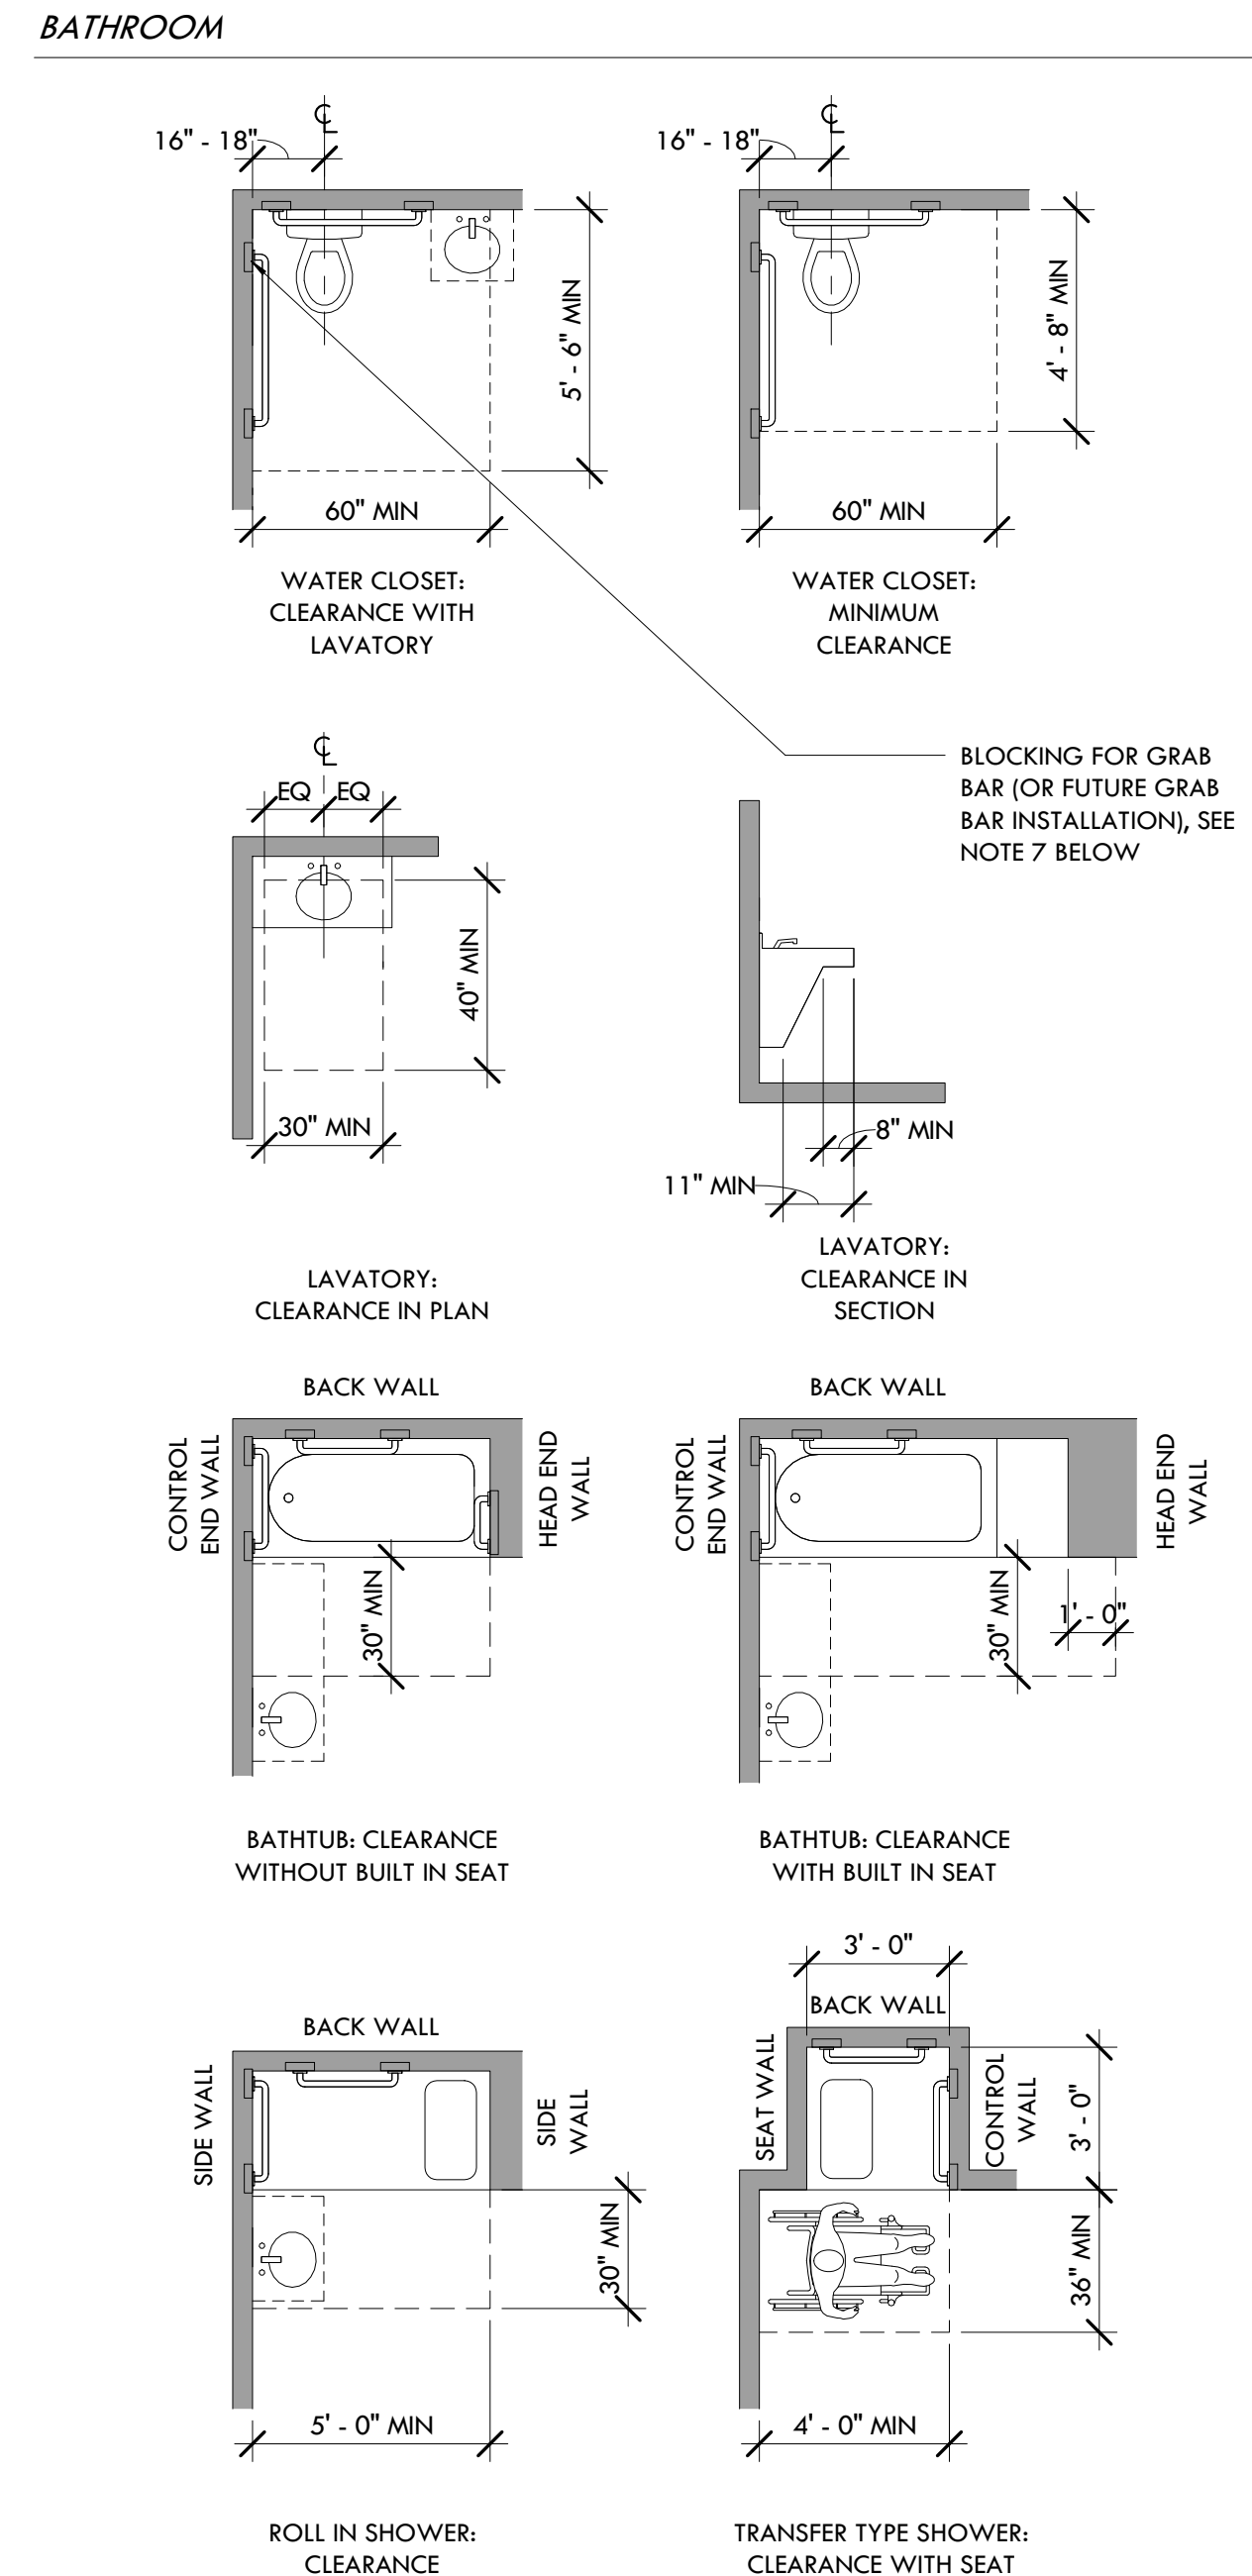 BATHROOM
℄
16" - 18"
5' - 6" MIN
60" MIN
WATER CLOSET:
CLEARANCE WITH
LAVATORY
℄
16" - 18"
4' - 8" MIN
60" MIN
WATER CLOSET:
MINIMUM
CLEARANCE
BLOCKING FOR GRAB
BAR (OR FUTURE GRAB
BAR INSTALLATION), SEE
NOTE 7 BELOW
℄
EQ EQ
40" MIN
30" MIN
LAVATORY:
CLEARANCE IN PLAN
8" MIN
11" MIN
LAVATORY:
CLEARANCE IN
SECTION
BACK WALL
CONTROL
END WALL
HEAD END
WALL
30" MIN
BATHTUB: CLEARANCE
WITHOUT BUILT IN SEAT
BACK WALL
CONTROL
END WALL
HEAD END
WALL
30" MIN
1' - 0"
BATHTUB: CLEARANCE
WITH BUILT IN SEAT
BACK WALL
SIDE WALL
SIDE
WALL
30" MIN
5' - 0" MIN
ROLL IN SHOWER:
CLEARANCE
3' - 0"
BACK WALL
SEAT WALL
CONTROL
WALL
3' - 0"
36" MIN
4' - 0" MIN
TRANSFER TYPE SHOWER:
CLEARANCE WITH SEAT